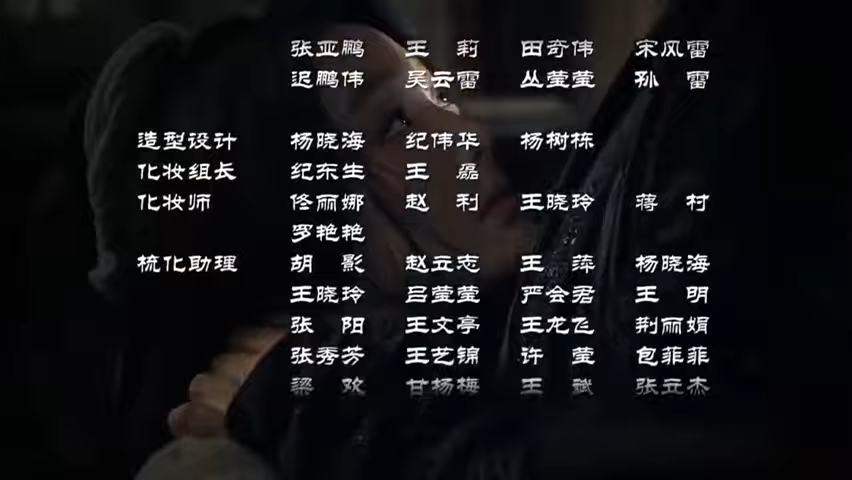 张亚鹏 王 莉 田奇伟 宋风雷
迟鹏伟 吴云雷 丛莹莹 孙 雷
造型设计 杨晓海 纪伟华 杨树栋
化妆组长 纪东生 王 磊
化妆师 佟丽娜 赵 利 王晓玲 蒋 村
罗艳艳
梳化助理 胡 影 赵立志 王 萍 杨晓海
王晓玲 吕莹莹 严会君 王 明
张 阳 王文亭 王龙飞 荆丽娟
张秀芳 王艺锦 许 莹 包菲菲
梁 欢 甘杨梅 王 斌 张立杰